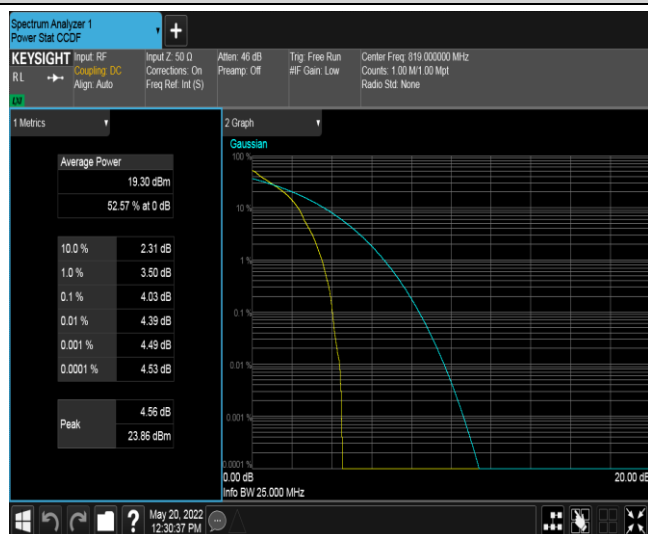 Spectrum Analyzer 1
Power Stat CCDF
+
KEYSIGHT
RL
LXI
Input: RF
Coupling: DC
Align: Auto
Input Z: 50 Ω
Corrections: On
Freq Ref: Int (S)
Atten: 46 dB
Preamp: Off
Trig: Free Run
#IF Gain: Low
Center Freq: 819.000000 MHz
Counts: 1.00 M/1.00 Mpt
Radio Std: None
1 Metrics
Average Power
19.30 dBm
52.57 % at 0 dB
10.0 % 2.31 dB
1.0 % 3.50 dB
0.1 % 4.03 dB
0.01 % 4.39 dB
0.001 % 4.49 dB
0.0001 % 4.53 dB
Peak
4.56 dB
23.86 dBm
2 Graph
Gaussian
100 %
10 %
1 %
0.1 %
0.01 %
0.001 %
0.0001 %
0.00 dB 20.00 dB
Info BW 25.000 MHz
?
May 20, 2022
12:30:37 PM